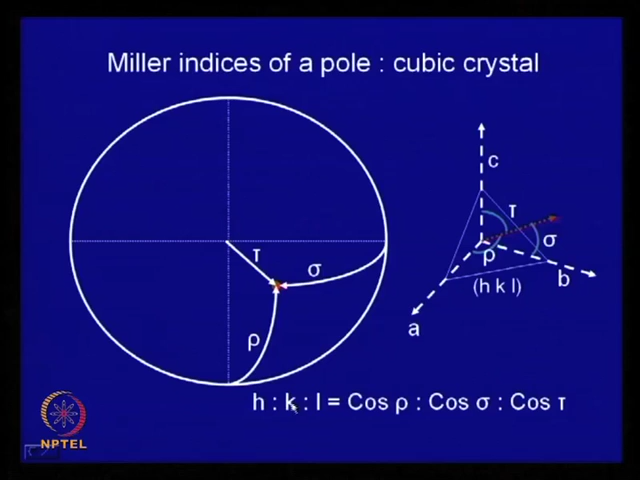 Miller indices of a pole : cubic crystal
c
τ
τ
σ
σ
ρ
b
(h k l)
a
ρ
h : k : l = Cos ρ : Cos σ : Cos τ
NPTEL